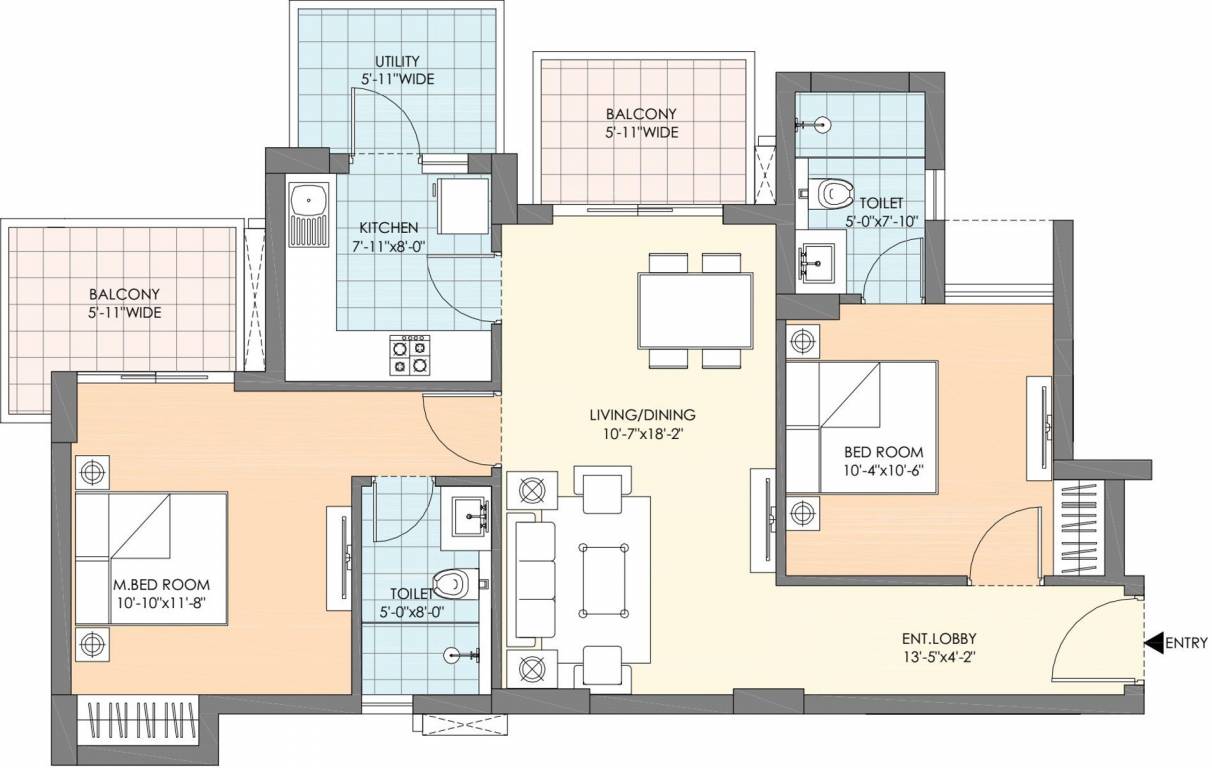 UTILITY
5'-11"WIDE
BALCONY
5'-11"WIDE
TOILET
5'-0"x7'-10"
KITCHEN
7'-11"x8'-0"
BALCONY
5'-11"WIDE
LIVING/DINING
10'-7"x18'-2"
BED ROOM
10'-4"x10'-6"
M.BED ROOM
10'-10"x11'-8"
TOILET
5'-0"x8'-0"
ENT.LOBBY
13'-5"x4'-2"
ENTRY